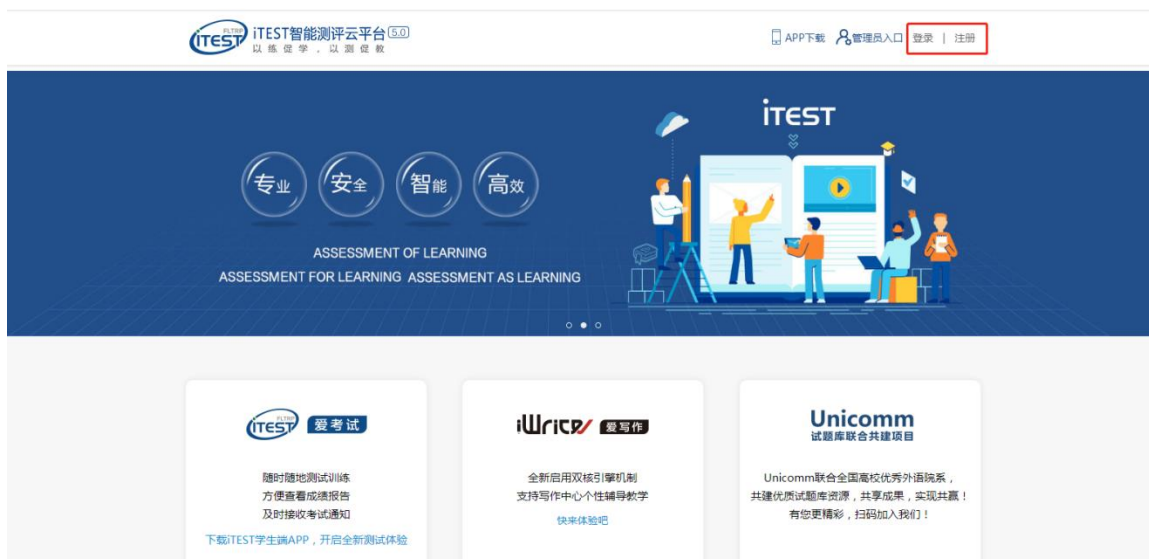 FLTRP
iTEST
iTEST智能测评云平台 5.0
以练促学，以测促教
APP下载 管理员入口 登录 | 注册
iTEST
专业 安全 智能 高效
ASSESSMENT OF LEARNING
ASSESSMENT FOR LEARNING ASSESSMENT AS LEARNING
FLTRP
iTEST 爱考试
随时随地测试训练
方便查看成绩报告
及时接收考试通知
下载iTEST学生端APP，开启全新测试体验
iWrite 爱写作
全新启用双核引擎机制
支持写作中心个性辅导教学
快来体验吧
Unicomm
试题库联合共建项目
Unicomm联合全国高校优秀外语院系，
共建优质试题库资源，共享成果，实现共赢！
有您更精彩，扫码加入我们！